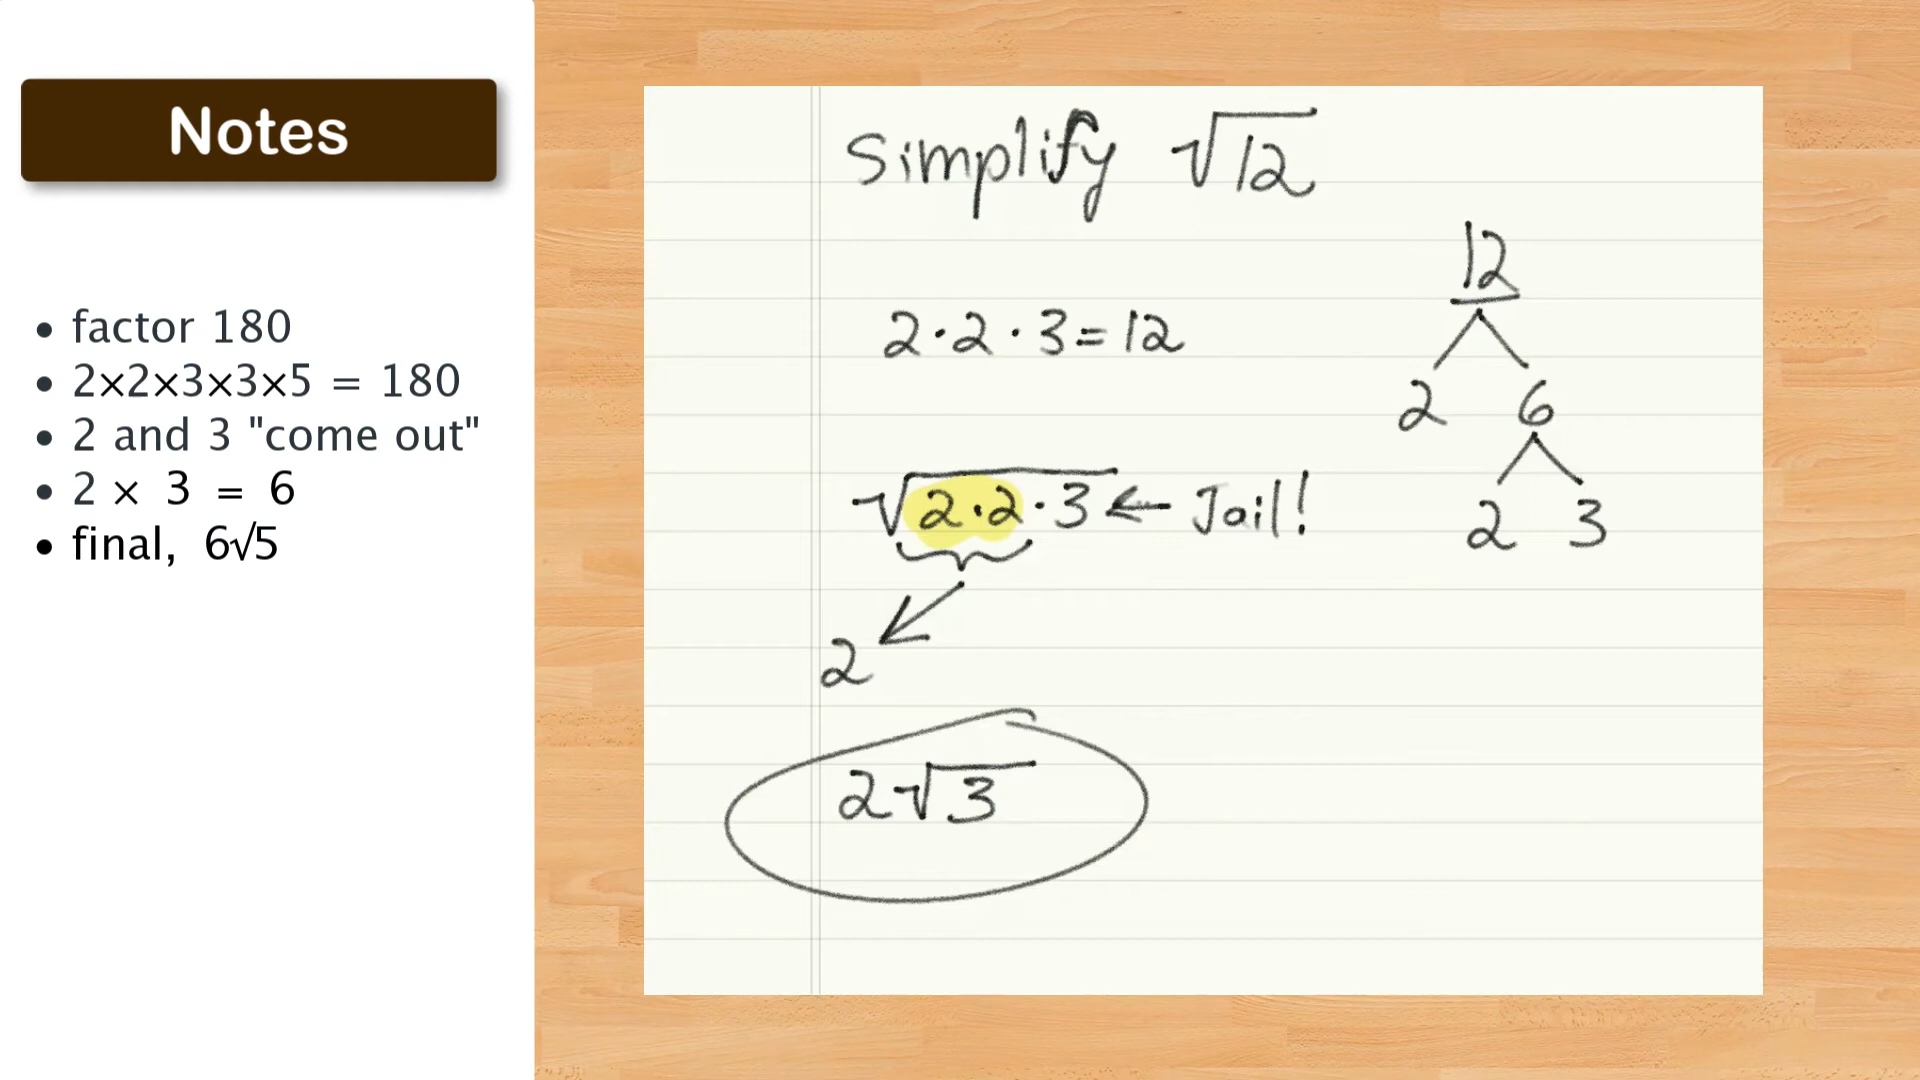 Notes
• factor 180
• 2×2×3×3×5 = 180
• 2 and 3 "come out"
• 2 × 3 = 6
• final, 6√5
Simplify √12
2·2·3=12
12
2 6
2 3
√2·2·3 ← Jail!
2
2√3